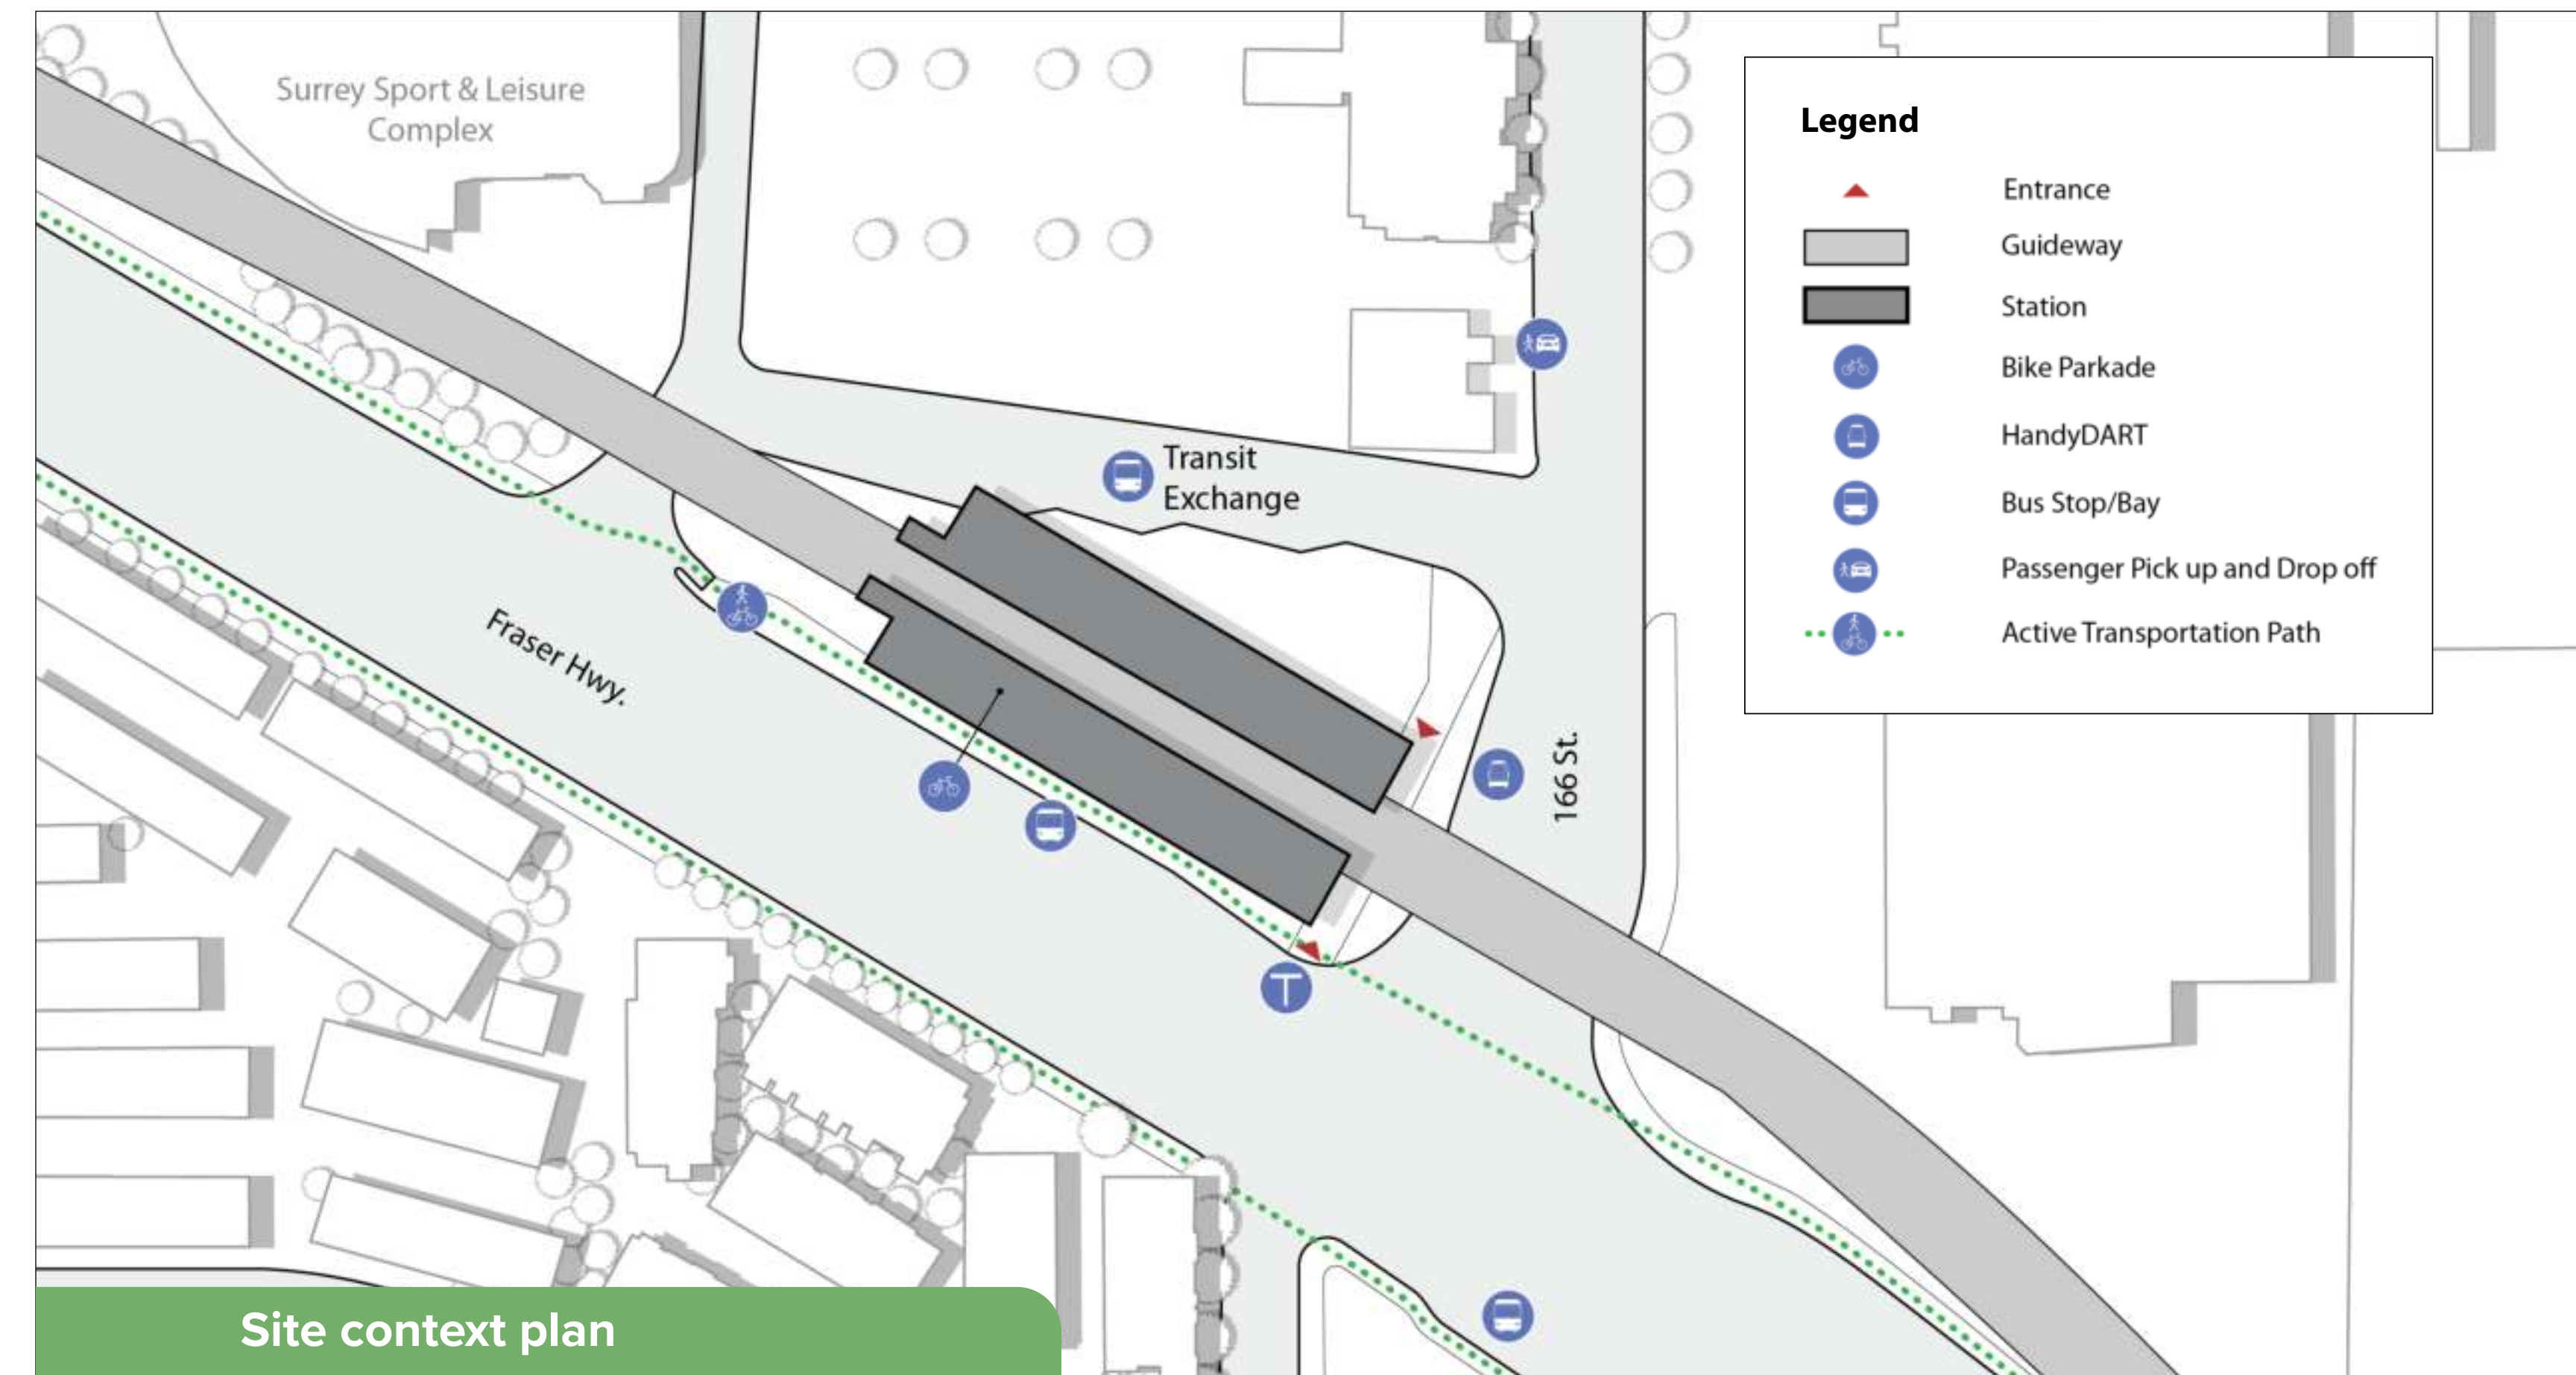 Surrey Sport & Leisure
Complex
Legend
Entrance
Guideway
Station
Bike Parkade
HandyDART
Bus Stop/Bay
Passenger Pick up and Drop off
Active Transportation Path
Transit
Exchange
Fraser Hwy.
166 St.
T
Site context plan